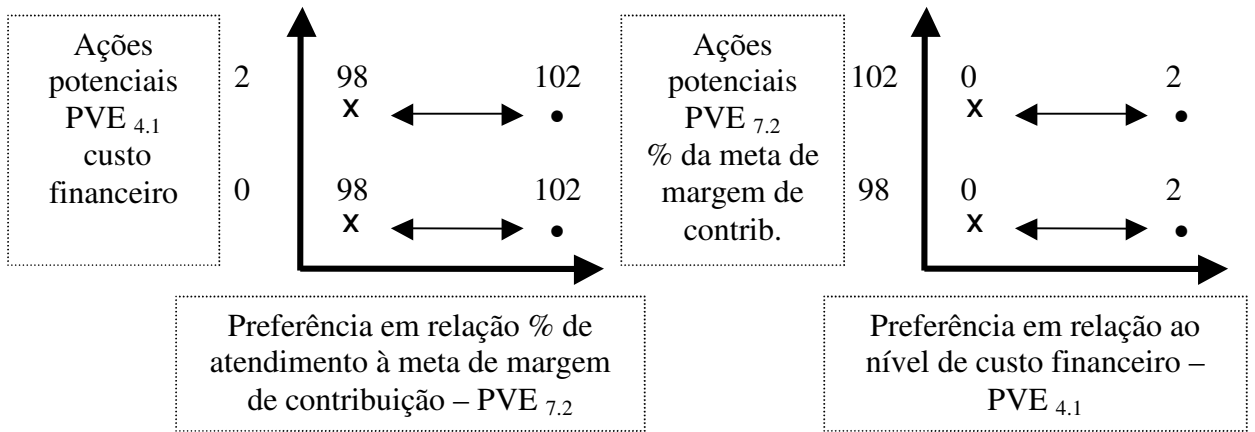 Ações
potenciais
PVE 4.1
custo
financeiro
2
98
102
x
•
0
98
102
x
•
Preferência em relação % de
atendimento à meta de margem
de contribuição – PVE 7.2
Ações
potenciais
PVE 7.2
% da meta de
margem de
contrib.
102
0
2
x
•
98
0
2
x
•
Preferência em relação ao
nível de custo financeiro –
PVE 4.1